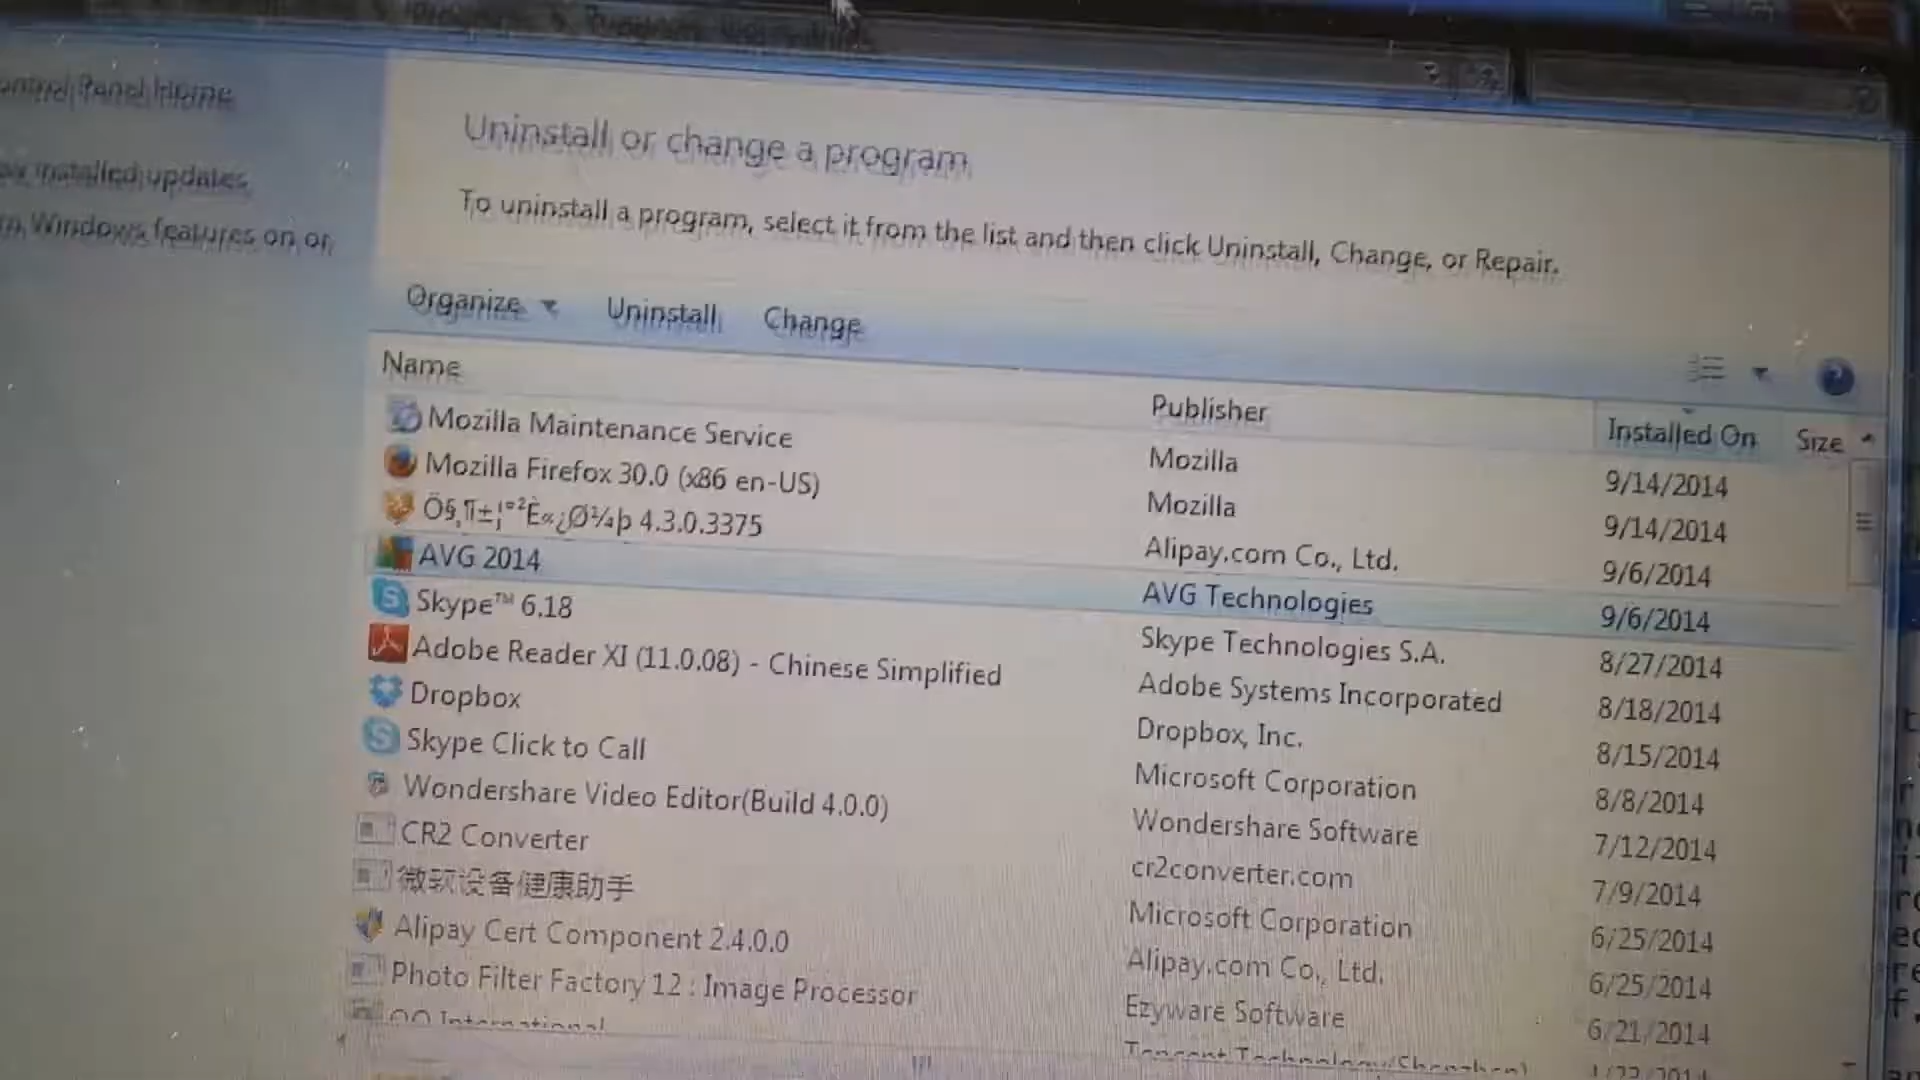 Control Panel Home
installed updates
Windows features on or
Uninstall or change a program
To uninstall a program, select it from the list and then click Uninstall, Change, or Repair.
Organize Uninstall Change
Name Publisher Installed On Size
Mozilla Maintenance Service Mozilla 9/14/2014
Mozilla Firefox 30.0 (x86 en-US) Mozilla 9/14/2014
Ö§¸¶±¦°²È«¿Ø¼þ 4.3.0.3375 Alipay.com Co., Ltd. 9/6/2014
AVG 2014 AVG Technologies 9/6/2014
Skype™ 6.18 Skype Technologies S.A. 8/27/2014
Adobe Reader XI (11.0.08) - Chinese Simplified Adobe Systems Incorporated 8/18/2014
Dropbox Dropbox, Inc. 8/15/2014
Skype Click to Call Microsoft Corporation 8/8/2014
Wondershare Video Editor(Build 4.0.0) Wondershare Software 7/12/2014
CR2 Converter cr2converter.com 7/9/2014
微软设备健康助手 Microsoft Corporation 6/25/2014
Alipay Cert Component 2.4.0.0 Alipay.com Co., Ltd. 6/25/2014
Photo Filter Factory 12 : Image Processor Ezyware Software 6/21/2014
QQ International